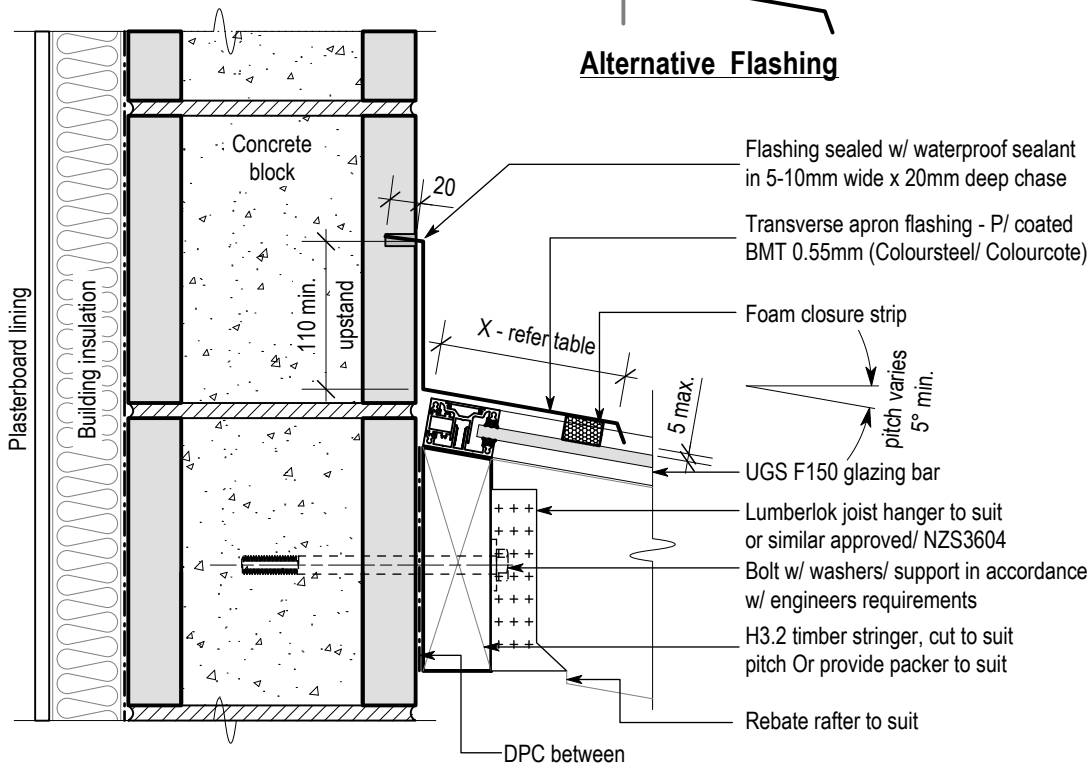 Alternative Flashing
Concrete
block
20
110 min.
upstand
Plasterboard lining
Building insulation
X - refer table
5 max.
pitch varies
5° min.
Flashing sealed w/ waterproof sealant
in 5-10mm wide x 20mm deep chase
Transverse apron flashing - P/ coated
BMT 0.55mm (Coloursteel/ Colourcote)
Foam closure strip
UGS F150 glazing bar
Lumberlok joist hanger to suit
or similar approved/ NZS3604
Bolt w/ washers/ support in accordance
w/ engineers requirements
H3.2 timber stringer, cut to suit
pitch Or provide packer to suit
Rebate rafter to suit
DPC between